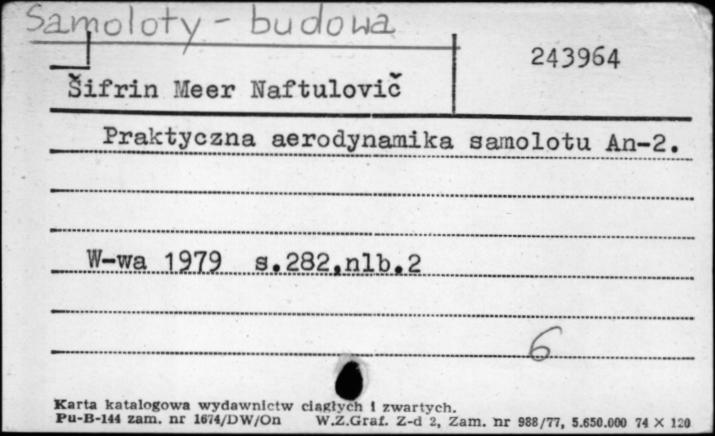 Samoloty - budowa
243964
Šifrin Meer Naftulovič
Praktyczna aerodynamika samolotu An-2.
W-wa 1979 s.282,nlb.2
6
Karta katalogowa wydawnictw ciągłych i zwartych.
Pu-B-144 zam. nr 1674/DW/On W.Z.Graf. Z-d 2, Zam. nr 988/77, 5.650.000 74 X 120